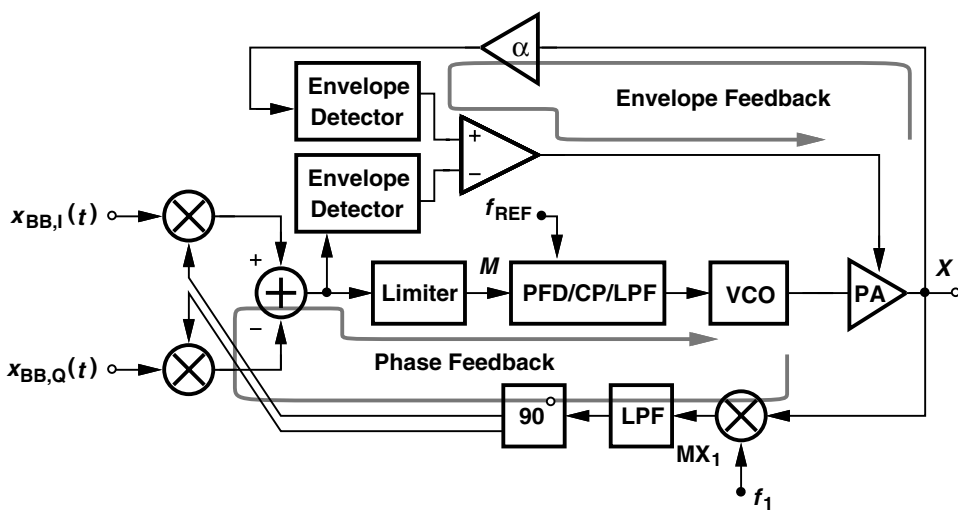 α
Envelope
Detector
Envelope Feedback
+
−
Envelope
Detector
x_BB,I (t)
f_REF
+
M
X
Limiter
PFD/CP/LPF
VCO
PA
−
Phase Feedback
x_BB,Q (t)
90°
LPF
MX_1
f_1